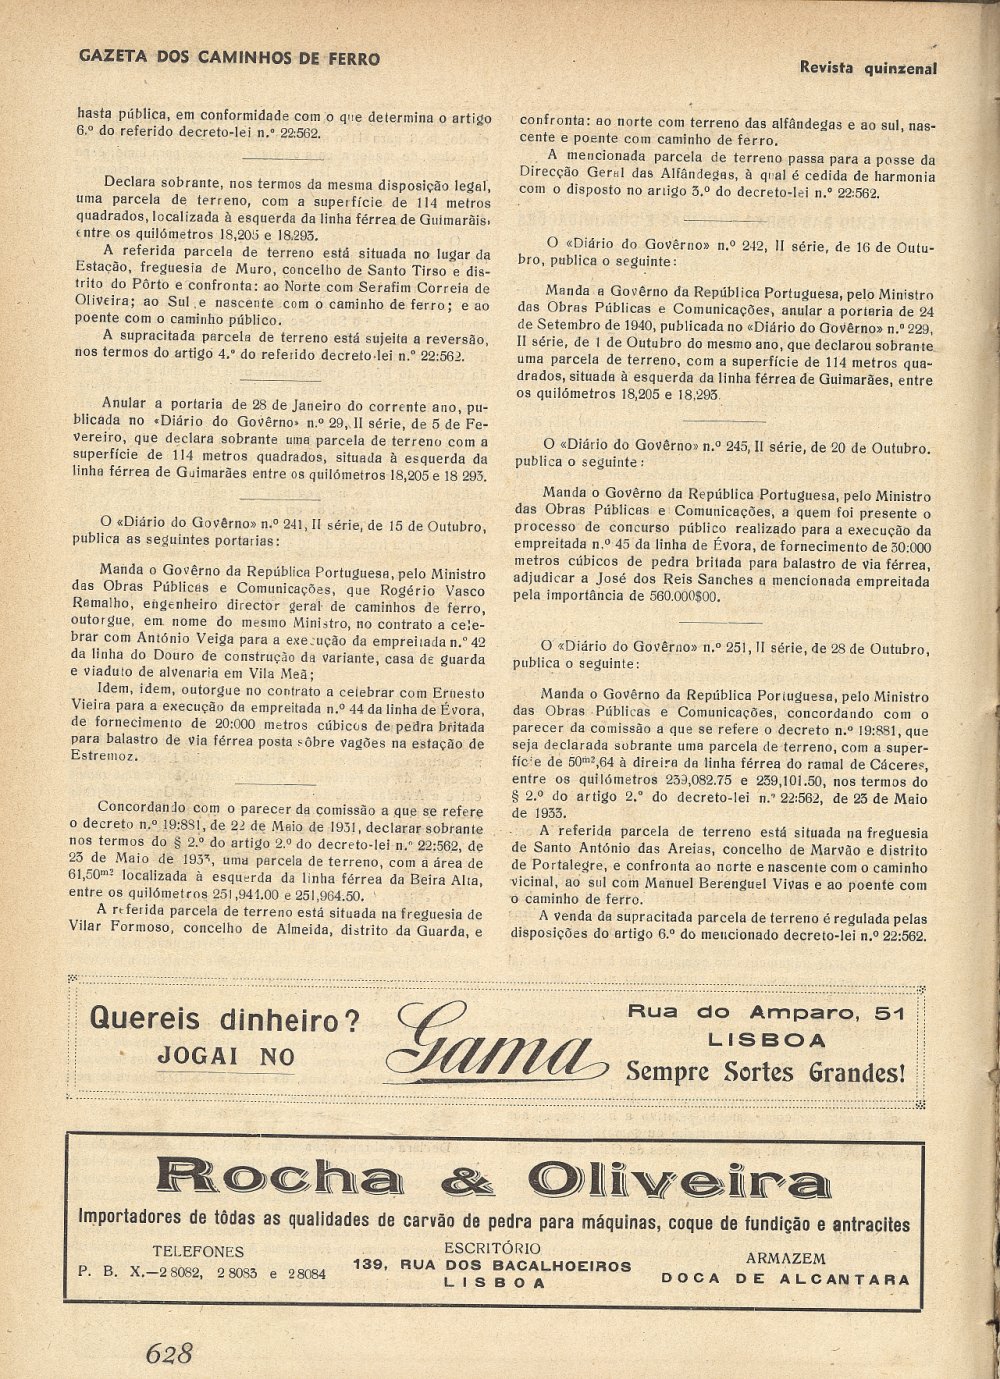 GAZETA DOS CAMINHOS DE FERRO
Revista quinzenal
hasta pública, em conformidade com o que determina o artigo
6.º do referido decreto-lei n.º 22:562.
Declara sobrante, nos termos da mesma disposição legal,
uma parcela de terreno, com a superfície de 114 metros
quadrados, localizada à esquerda da linha férrea de Guimarãis,
entre os quilómetros 18,205 e 18,293.
A referida parcela de terreno está situada no lugar da
Estação, freguesia de Muro, concelho de Santo Tirso e dis-
trito do Pôrto e confronta: ao Norte com Serafim Correia de
Oliveira; ao Sul e nascente com o caminho de ferro; e ao
poente com o caminho público.
A supracitada parcela de terreno está sujeita a reversão,
nos termos do artigo 4.º do referido decreto-lei n.º 22:562.
Anular a portaria de 28 de Janeiro do corrente ano, pu-
blicada no «Diário do Govêrno» n.º 29, II série, de 5 de Fe-
vereiro, que declara sobrante uma parcela de terreno com a
superfície de 114 metros quadrados, situada à esquerda da
linha férrea de Guimarães entre os quilómetros 18,205 e 18 293.
O «Diário do Govêrno» n.º 241, II série, de 15 de Outubro,
publica as seguintes portarias:
Manda o Govêrno da República Portuguesa, pelo Ministro
das Obras Públicas e Comunicações, que Rogério Vasco
Ramalho, engenheiro director geral de caminhos de ferro,
outorgue, em nome do mesmo Ministro, no contrato a cele-
brar com António Veiga para a execução da empreitada n.º 42
da linha do Douro de construção da variante, casa de guarda
e viaduto de alvenaria em Vila Meã;
Idem, idem, outorgue no contrato a celebrar com Ernesto
Vieira para a execução da empreitada n.º 44 da linha de Évora,
de fornecimento de 20:000 metros cúbicos de pedra britada
para balastro de via férrea posta sôbre vagões na estação de
Estremoz.
Concordando com o parecer da comissão a que se refere
o decreto n.º 19:881, de 22 de Maio de 1931, declarar sobrante
nos termos do § 2.º do artigo 2.º do decreto-lei n.º 22:562, de
23 de Maio de 1933, uma parcela de terreno, com a área de
61,50m2 localizada à esquerda da linha férrea da Beira Alta,
entre os quilómetros 251,941.00 e 251,964.50.
A referida parcela de terreno está situada na freguesia de
Vilar Formoso, concelho de Almeida, distrito da Guarda, e
confronta: ao norte com terreno das alfândegas e ao sul, nas-
cente e poente com caminho de ferro.
A mencionada parcela de terreno passa para a posse da
Direcção Geral das Alfândegas, à qual é cedida de harmonia
com o disposto no artigo 3.º do decreto-lei n.º 22:562.
O «Diário do Govêrno» n.º 242, II série, de 16 de Outu-
bro, publica o seguinte:
Manda o Govêrno da República Portuguesa, pelo Ministro
das Obras Públicas e Comunicações, anular a portaria de 24
de Setembro de 1940, publicada no «Diário do Govêrno» n.º 229,
II série, de 1 de Outubro do mesmo ano, que declarou sobrante
uma parcela de terreno, com a superfície de 114 metros qua-
drados, situada à esquerda da linha férrea de Guimarães, entre
os quilómetros 18,205 e 18,293
O «Diário do Govêrno» n.º 245, II série, de 20 de Outubro.
publica o seguinte:
Manda o Govêrno da República Portuguesa, pelo Ministro
das Obras Públicas e Comunicações, a quem foi presente o
processo de concurso público realizado para a execução da
empreitada n.º 45 da linha de Évora, de fornecimento de 30:000
metros cúbicos de pedra britada para balastro de via férrea,
adjudicar a José dos Reis Sanches a mencionada empreitada
pela importância de 560.000$00.
O «Diário do Govêrno» n.º 251, II série, de 28 de Outubro,
publica o seguinte:
Manda o Govêrno da República Portuguesa, pelo Ministro
das Obras Públicas e Comunicações, concordando com o
parecer da comissão a que se refere o decreto n.º 19:881, que
seja declarada sobrante uma parcela de terreno, com a super-
fície de 50m2,64 à direira da linha férrea do ramal de Cáceres,
entre os quilómetros 239,082.75 e 239,101.50, nos termos do
§ 2.º do artigo 2.º do decreto-lei n.º 22:562, de 23 de Maio
de 1933.
A referida parcela de terreno está situada na freguesia
de Santo António das Areias, concelho de Marvão e distrito
de Portalegre, e confronta ao norte e nascente com o caminho
vicinal, ao sul com Manuel Berenguel Vivas e ao poente com
o caminho de ferro.
A venda da supracitada parcela de terreno é regulada pelas
disposições do artigo 6.º do mencionado decreto-lei n.º 22:562.
Quereis dinheiro?
JOGAI NO
Gama
Rua do Amparo, 51
LISBOA
Sempre Sortes Grandes!
Rocha & Oliveira
Importadores de tôdas as qualidades de carvão de pedra para máquinas, coque de fundição e antracites
TELEFONES
P. B. X.—2 8082, 2 8083 e 2 8084
ESCRITÓRIO
139, RUA DOS BACALHOEIROS
LISBOA
ARMAZEM
DOCA DE ALCANTARA
628